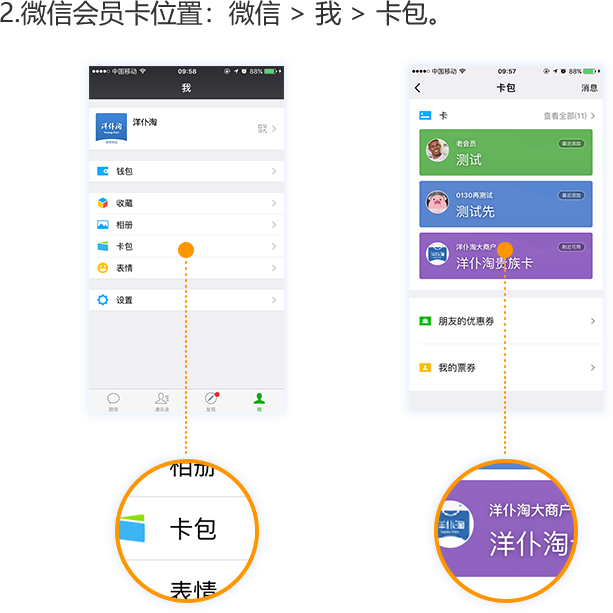 2.微信会员卡位置：微信 > 我 > 卡包。
中国移动 09:58 88%
我
洋仆淘
洋仆淘
钱包
收藏
相册
卡包
表情
设置
微信 通讯录 发现 我
相册
卡包
表情
中国移动 09:57 88%
卡包 消息
卡 查看全部(11)
老会员 最近添加
测试
0130再测试 最近添加
测试先
洋仆淘大商户 附近可用
洋仆淘贵族卡
朋友的优惠券
我的票券
洋仆淘大商户
洋仆淘